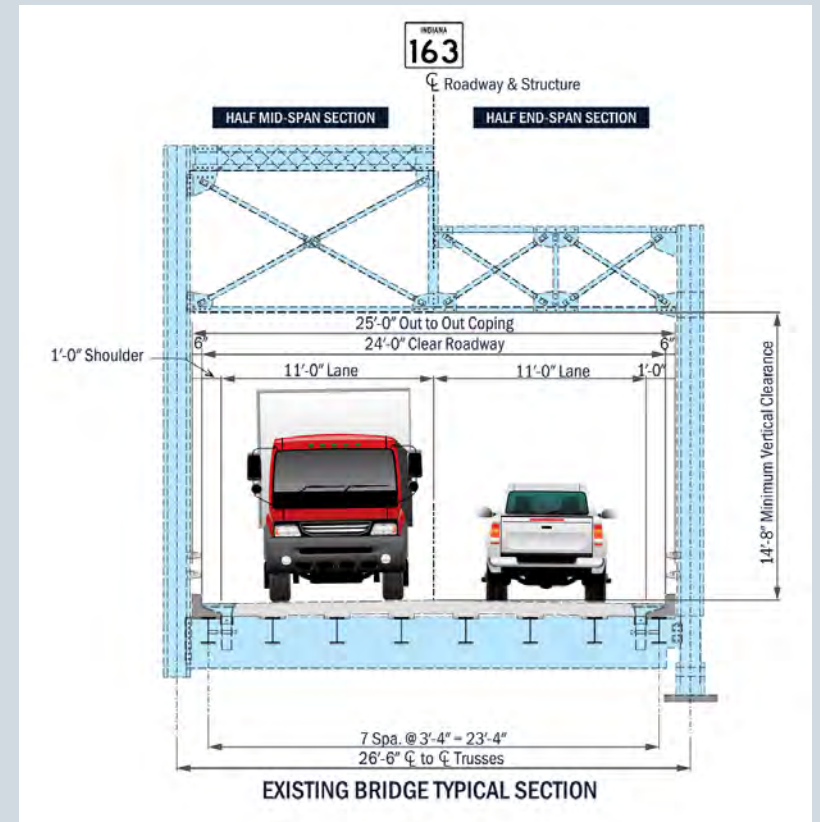 INDIANA
163
℄ Roadway & Structure
HALF MID-SPAN SECTION
HALF END-SPAN SECTION
25'-0" Out to Out Coping
6"
24'-0" Clear Roadway
6"
1'-0" Shoulder
11'-0" Lane
11'-0" Lane
1'-0"
14'-8" Minimum Vertical Clearance
7 Spa. @ 3'-4" = 23'-4"
26'-6" ℄ to ℄ Trusses
EXISTING BRIDGE TYPICAL SECTION